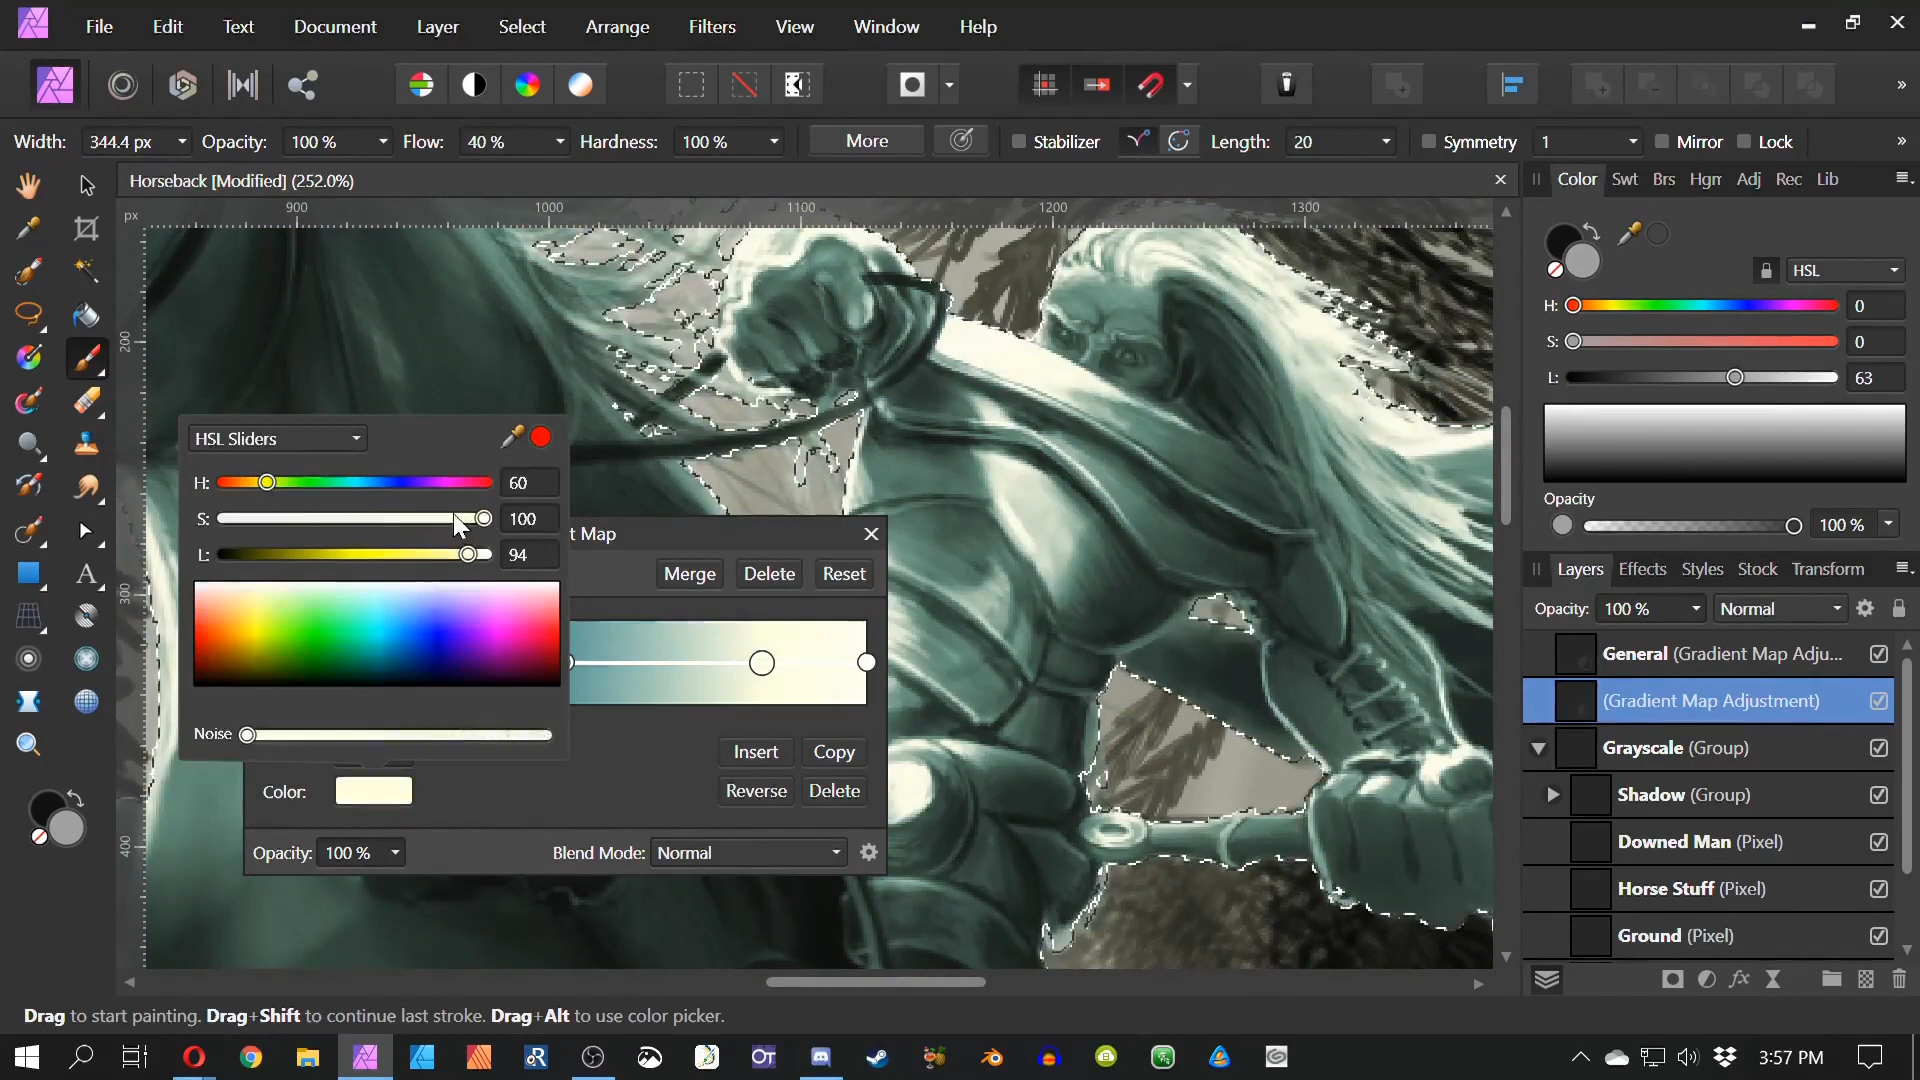 File Edit Text Document Layer Select Arrange Filters View Window Help
Width: 344.4 px Opacity: 100 % Flow: 40 % Hardness: 100 % More Stabilizer Length: 20 Symmetry 1 Mirror Lock
Horseback [Modified] (252.0%)
px 900 1000 1100 1200 1300
200
300
400
HSL Sliders
H: 60
S: 100
L: 94
Noise
t Map
Merge Delete Reset
Insert Copy
Color: Reverse Delete
Opacity: 100 % Blend Mode: Normal
Color Swt Brs Hgrr Adj Rec Lib
HSL
H: 0
S: 0
L: 63
Opacity
100 %
Layers Effects Styles Stock Transform
Opacity: 100 % Normal
General (Gradient Map Adju...
(Gradient Map Adjustment)
Grayscale (Group)
Shadow (Group)
Downed Man (Pixel)
Horse Stuff (Pixel)
Ground (Pixel)
Drag to start painting. Drag+Shift to continue last stroke. Drag+Alt to use color picker.
3:57 PM